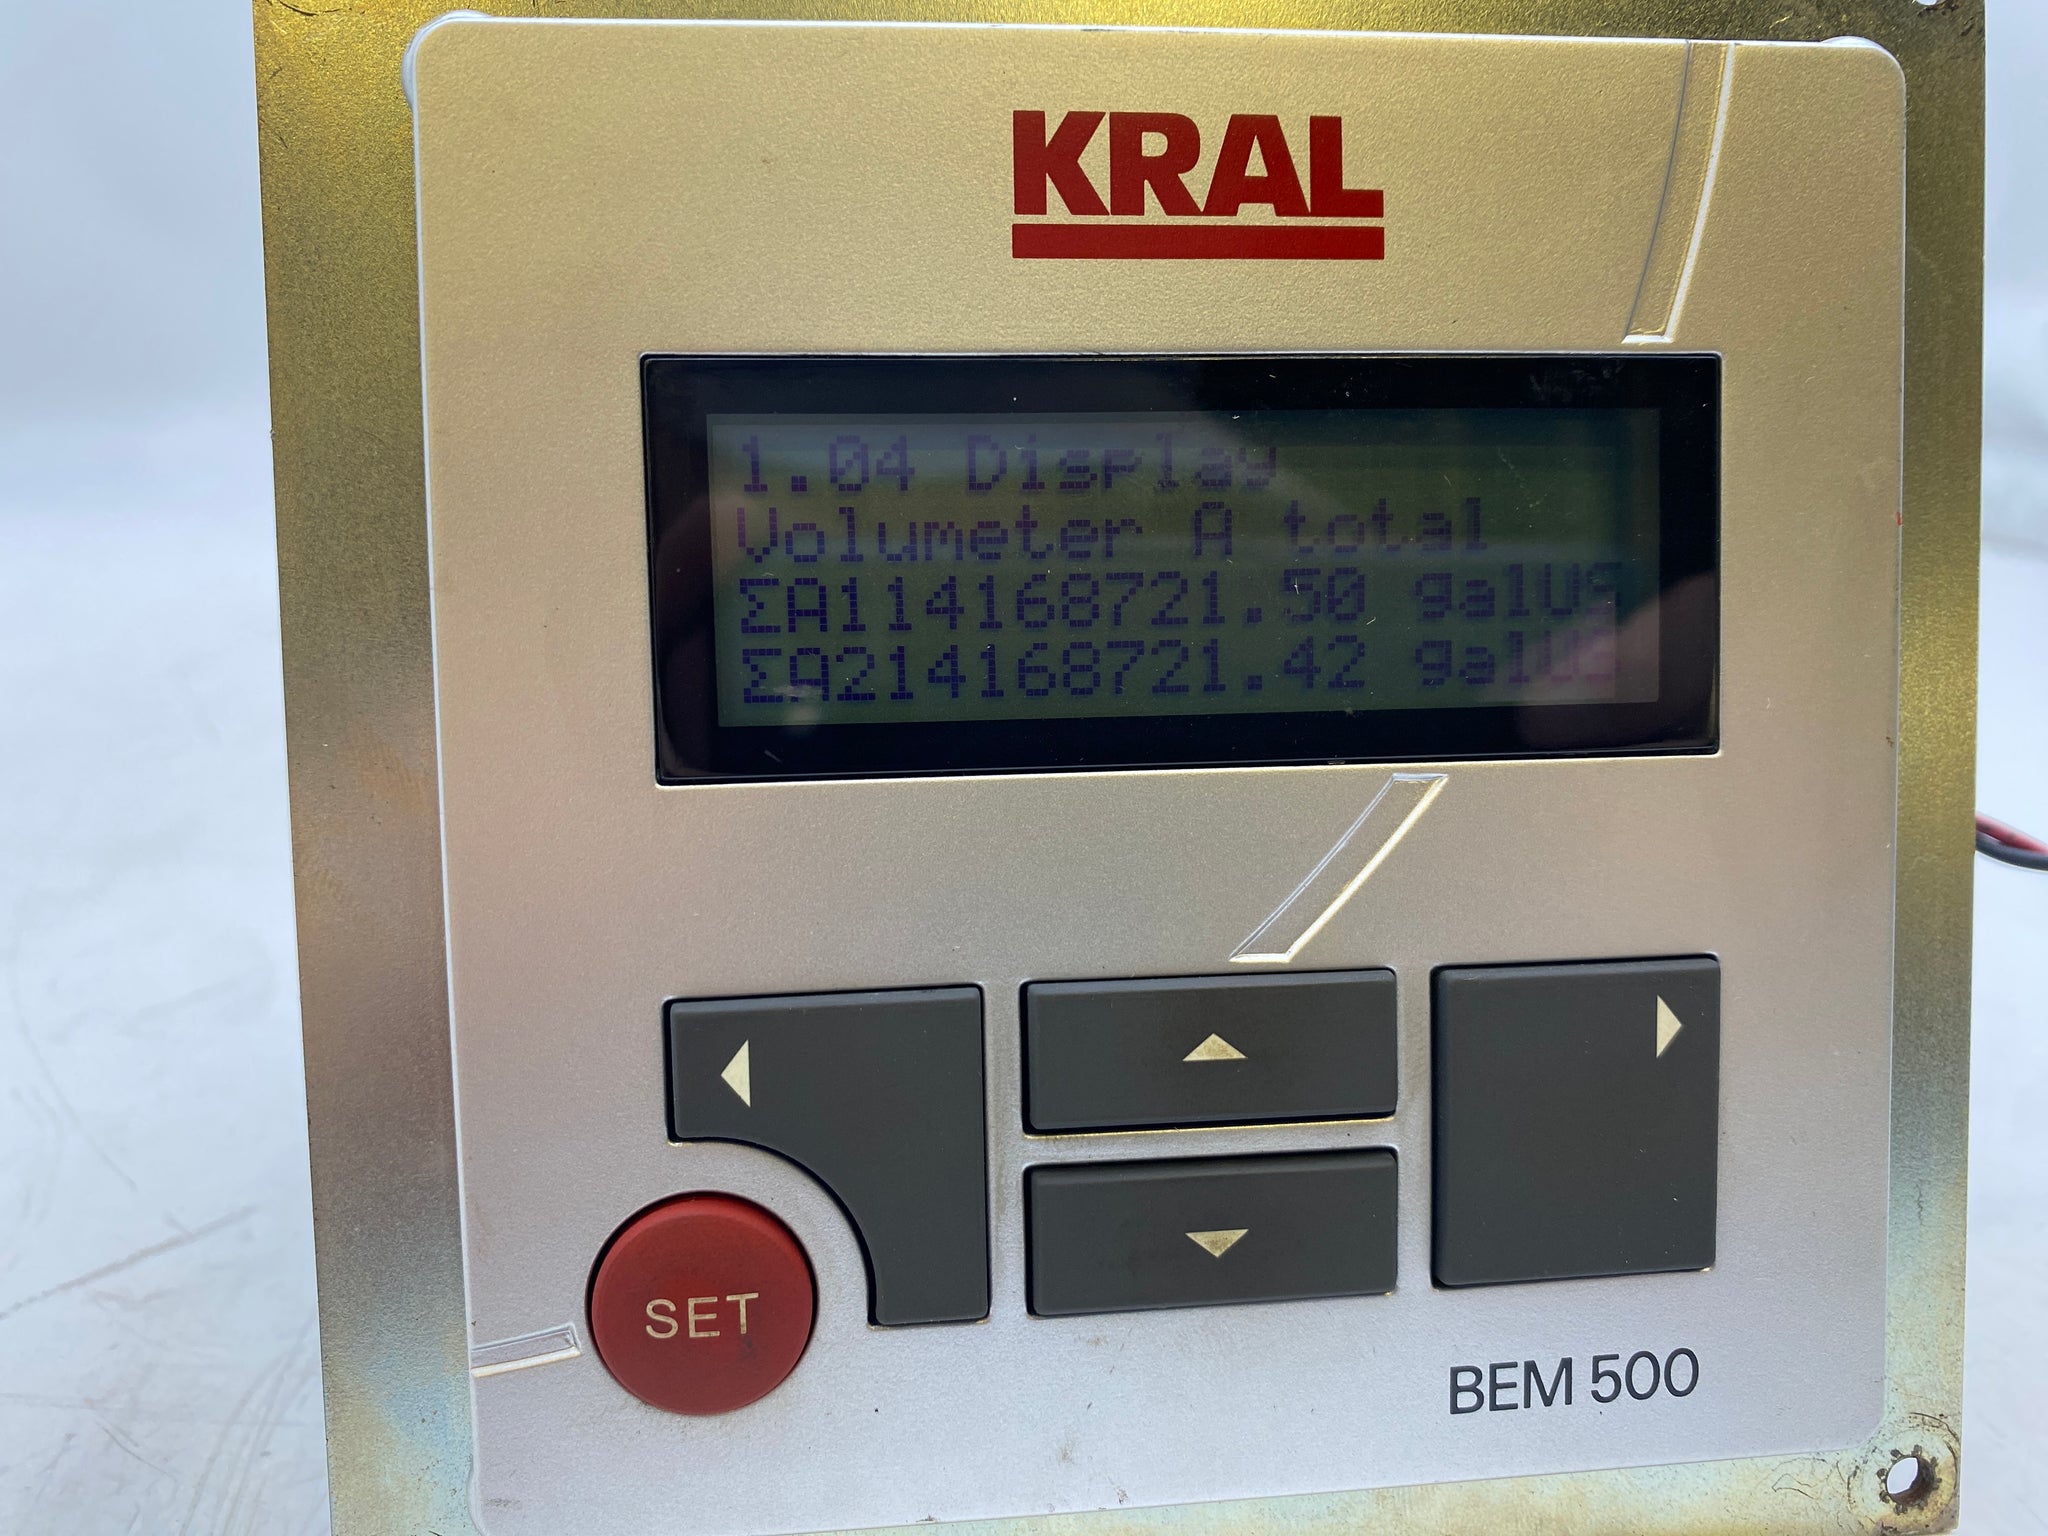 KRAL
1.04 Display
Volumeter A total
ΣA114168721.50 galUS
ΣA214168721.42 galUS
SET
BEM 500